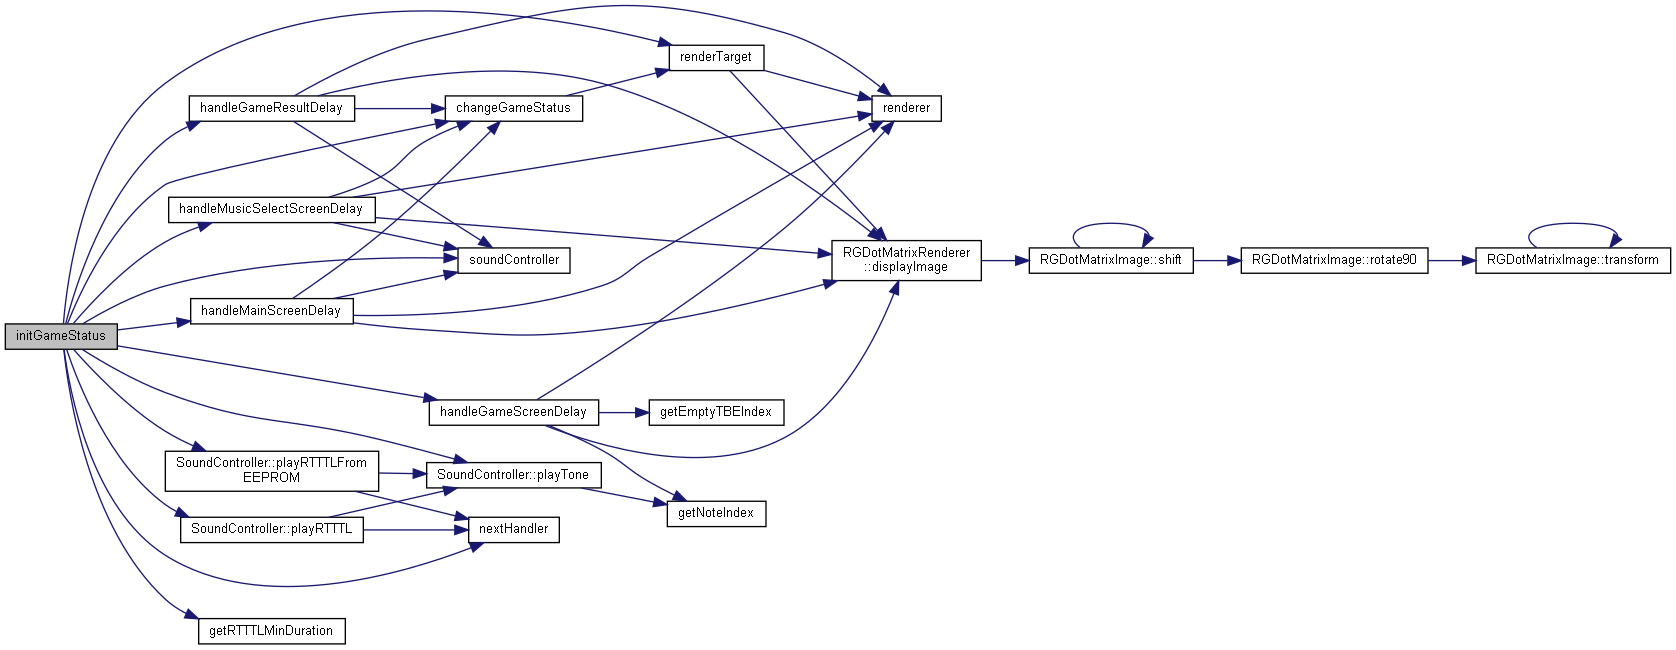 renderTarget
handleGameResultDelay
changeGameStatus
renderer
handleMusicSelectScreenDelay
soundController
RGDotMatrixRenderer
::displayImage
RGDotMatrixImage::shift
RGDotMatrixImage::rotate90
RGDotMatrixImage::transform
handleMainScreenDelay
initGameStatus
handleGameScreenDelay
getEmptyTBEIndex
SoundController::playRTTTLFrom
EEPROM
SoundController::playTone
getNoteIndex
SoundController::playRTTTL
nextHandler
getRTTTLMinDuration